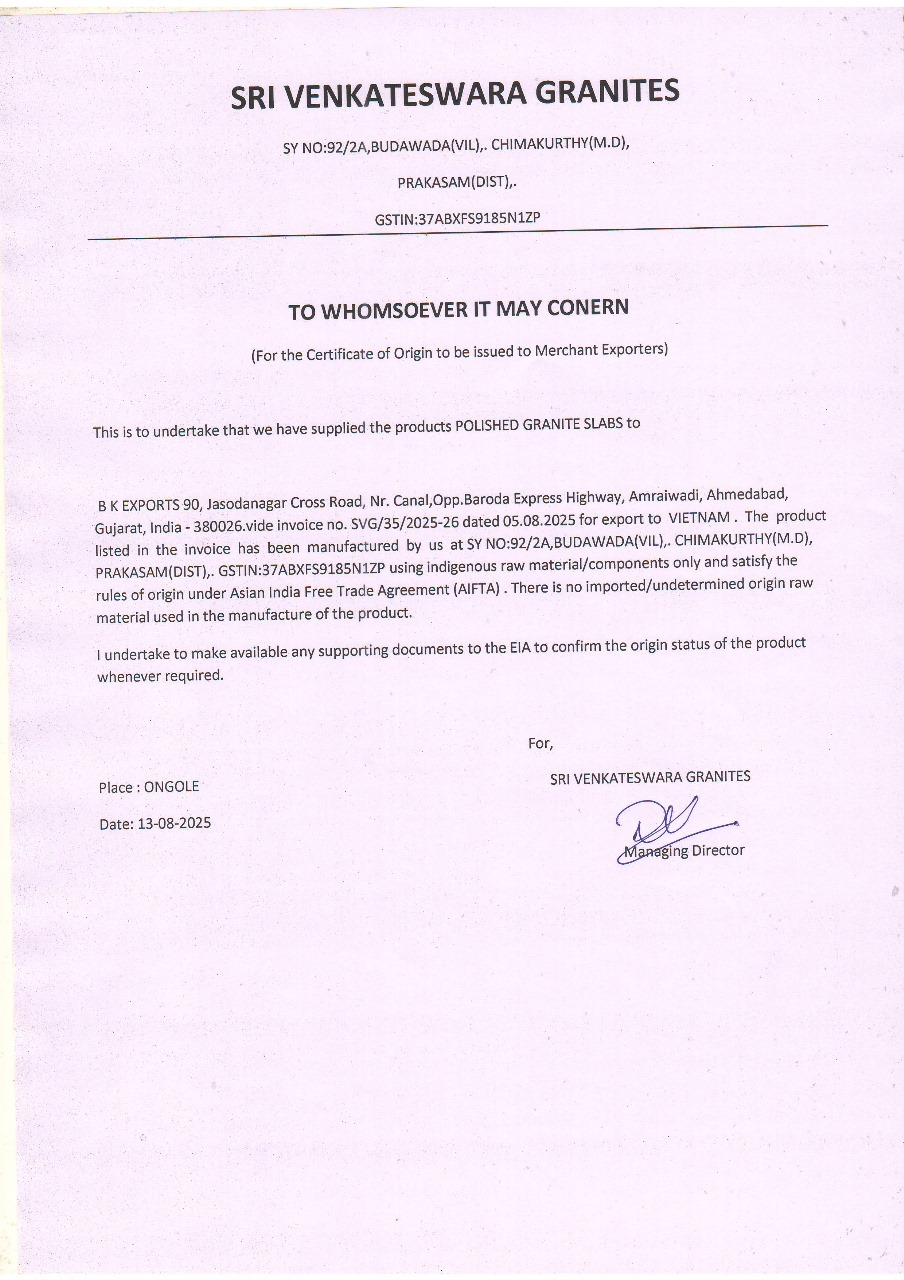 SRI VENKATESWARA GRANITES
SY NO:92/2A,BUDAWADA(VIL),. CHIMAKURTHY(M.D),
PRAKASAM(DIST),.
GSTIN:37ABXFS9185N1ZP
TO WHOMSOEVER IT MAY CONERN
(For the Certificate of Origin to be issued to Merchant Exporters)
This is to undertake that we have supplied the products POLISHED GRANITE SLABS to
B K EXPORTS 90, Jasodanagar Cross Road, Nr. Canal,Opp.Baroda Express Highway, Amraiwadi, Ahmedabad,
Gujarat, India - 380026.vide invoice no. SVG/35/2025-26 dated 05.08.2025 for export to VIETNAM . The product
listed in the invoice has been manufactured by us at SY NO:92/2A,BUDAWADA(VIL),. CHIMAKURTHY(M.D),
PRAKASAM(DIST),. GSTIN:37ABXFS9185N1ZP using indigenous raw material/components only and satisfy the
rules of origin under Asian India Free Trade Agreement (AIFTA) . There is no imported/undetermined origin raw
material used in the manufacture of the product.
I undertake to make available any supporting documents to the EIA to confirm the origin status of the product
whenever required.
For,
SRI VENKATESWARA GRANITES
Place : ONGOLE
Date: 13-08-2025
Managing Director